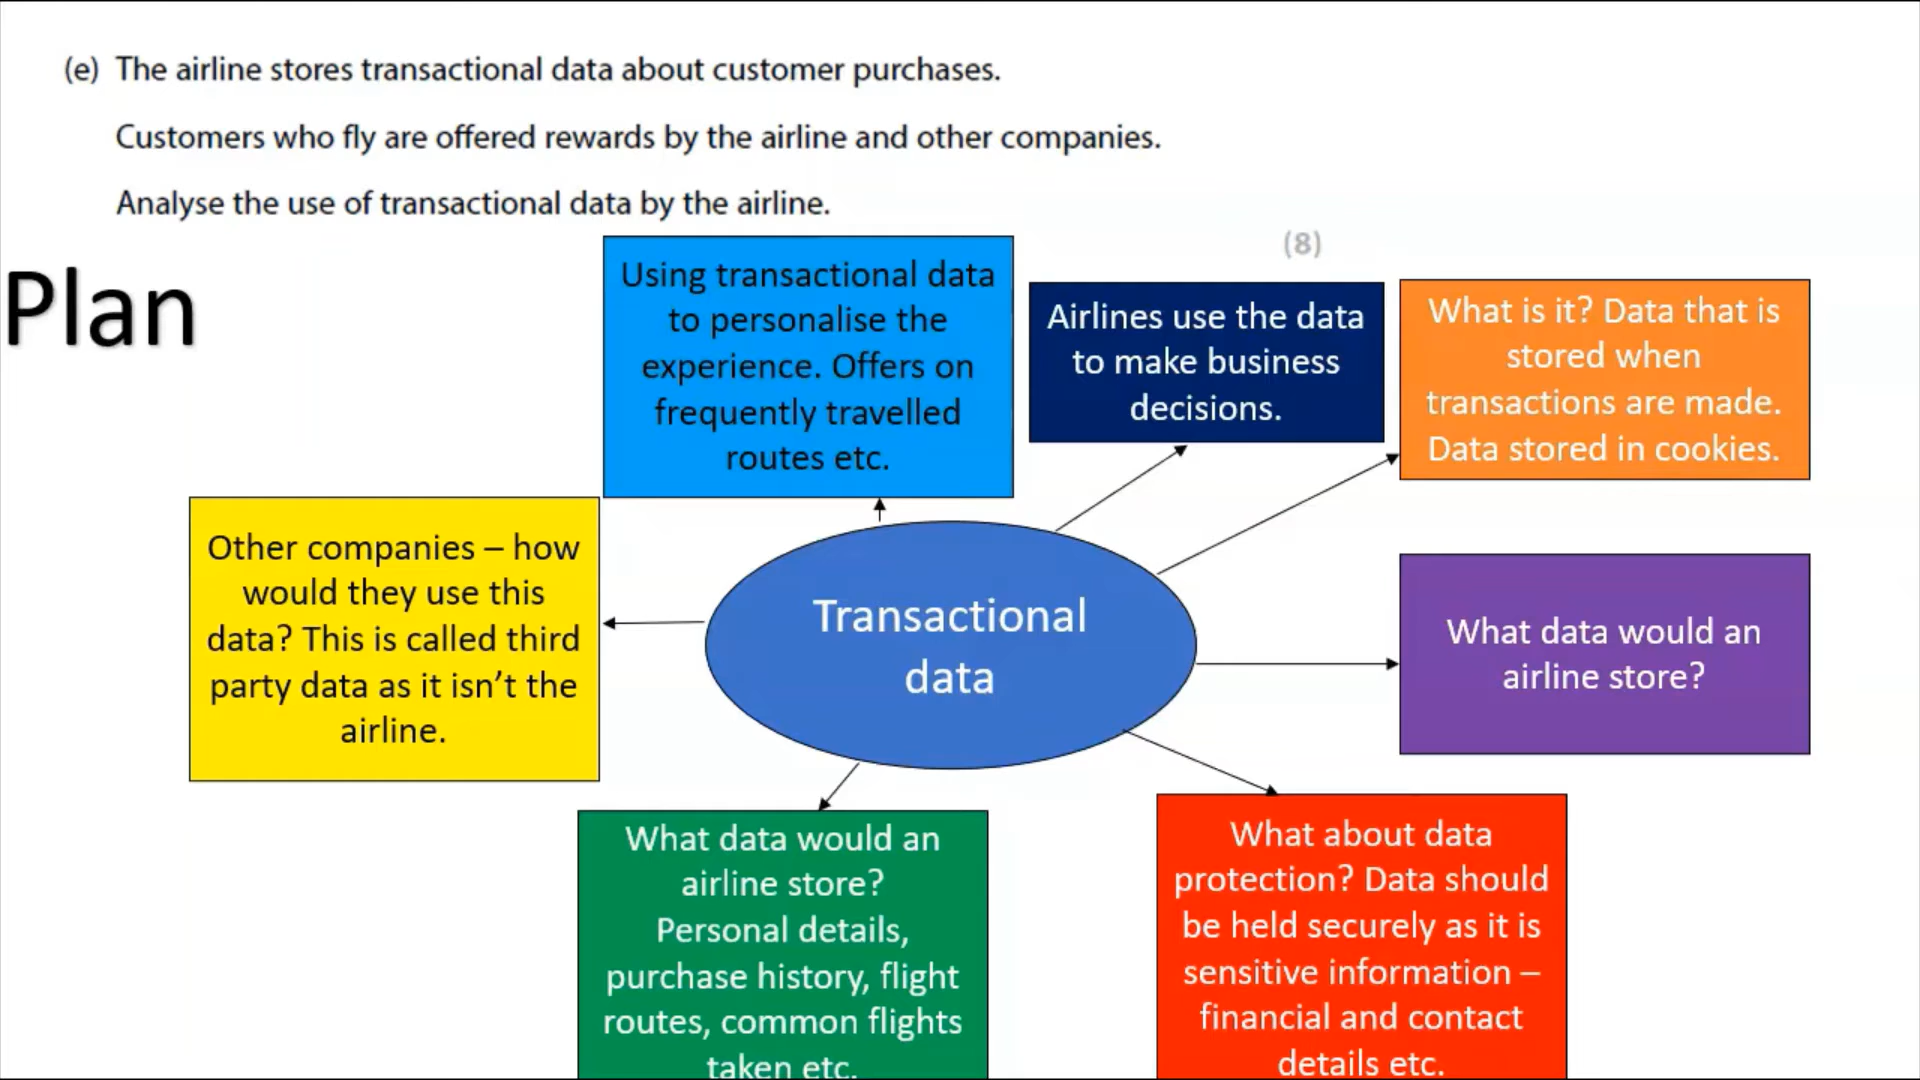 (e) The airline stores transactional data about customer purchases.
Customers who fly are offered rewards by the airline and other companies.
Analyse the use of transactional data by the airline.
(8)
Plan
Using transactional data
to personalise the
experience. Offers on
frequently travelled
routes etc.
Airlines use the data
to make business
decisions.
What is it? Data that is
stored when
transactions are made.
Data stored in cookies.
Other companies – how
would they use this
data? This is called third
party data as it isn’t the
airline.
Transactional
data
What data would an
airline store?
What data would an
airline store?
Personal details,
purchase history, flight
routes, common flights
taken etc.
What about data
protection? Data should
be held securely as it is
sensitive information –
financial and contact
details etc.